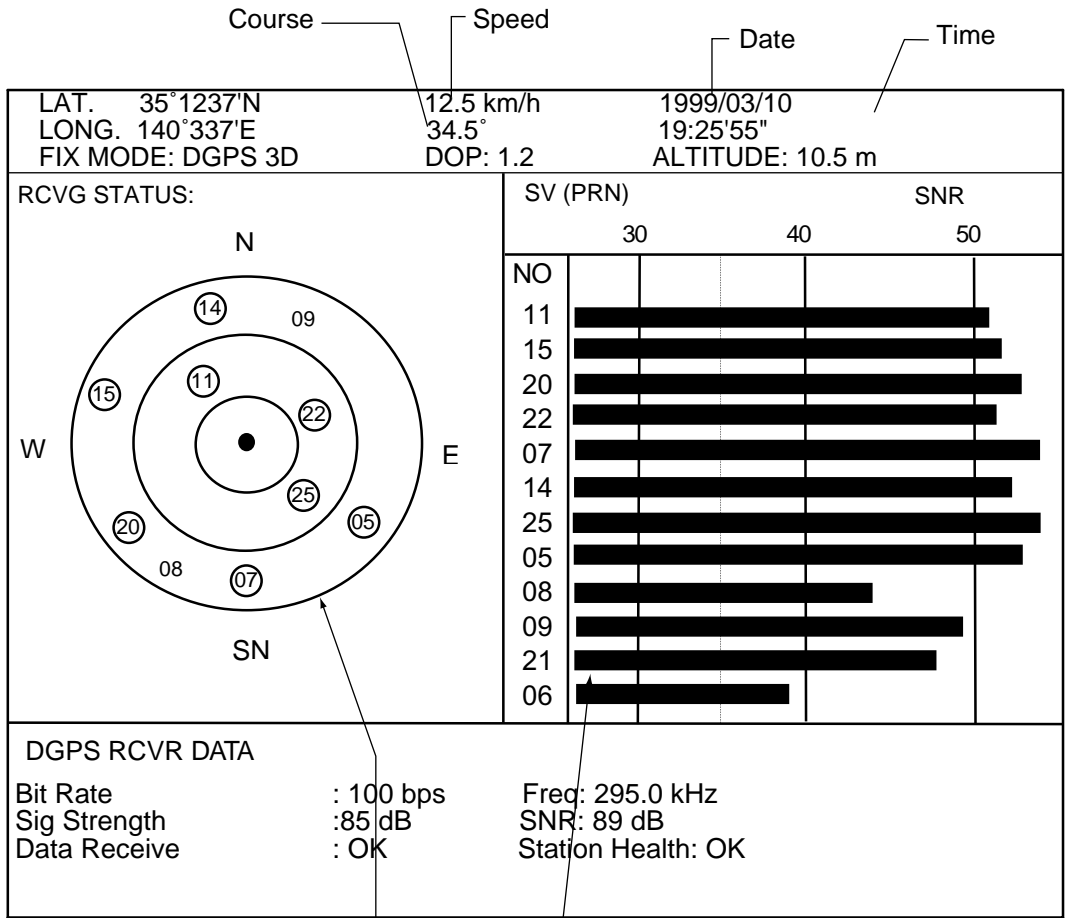 Course
Speed
Date
Time
LAT. 35°1237'N 12.5 km/h 1999/03/10
LONG. 140°337'E 34.5° 19:25'55"
FIX MODE: DGPS 3D DOP: 1.2 ALTITUDE: 10.5 m
RCVG STATUS:
N
14
09
11
15
22
W
E
25
05
20
08
07
SN
SV (PRN) SNR
30 40 50
NO
11
15
20
22
07
14
25
05
08
09
21
06
DGPS RCVR DATA
Bit Rate : 100 bps Freq: 295.0 kHz
Sig Strength :85 dB SNR: 89 dB
Data Receive : OK Station Health: OK